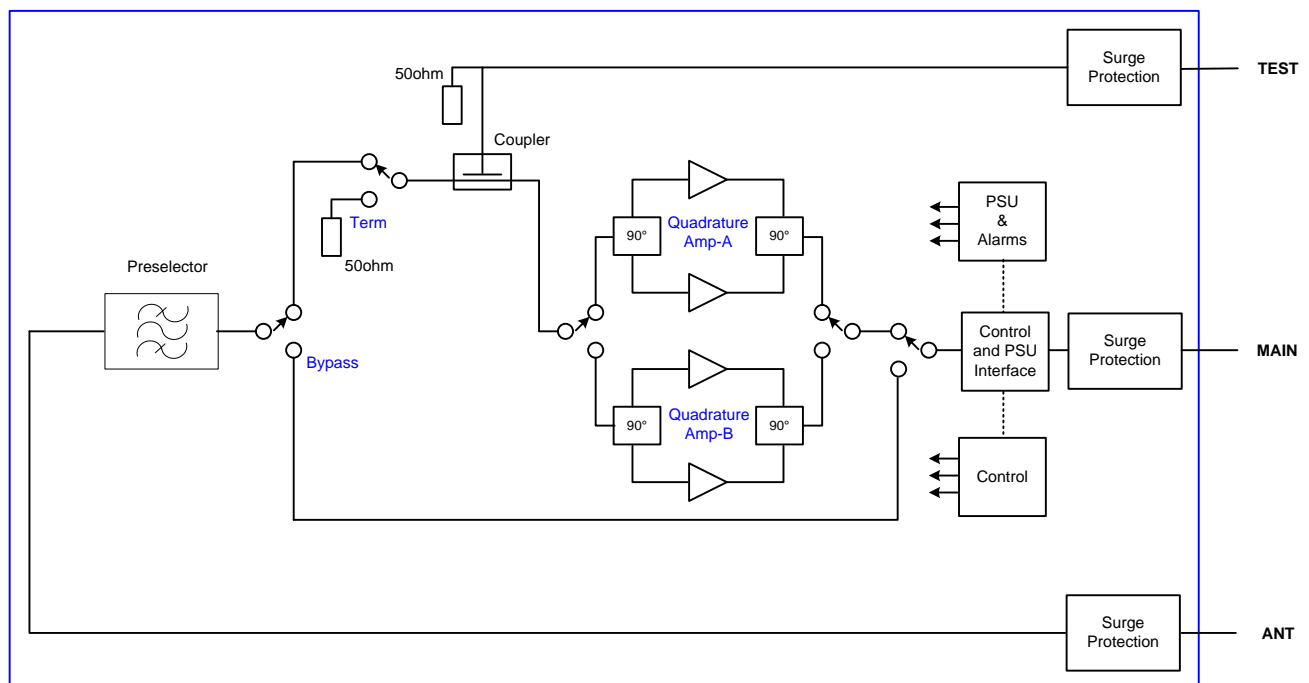 Surge
Protection
TEST
50ohm
Coupler
Term
50ohm
Preselector
Bypass
90°
Quadrature
Amp-A
90°
90°
Quadrature
Amp-B
90°
PSU
&
Alarms
Control
and PSU
Interface
Surge
Protection
MAIN
Control
Surge
Protection
ANT